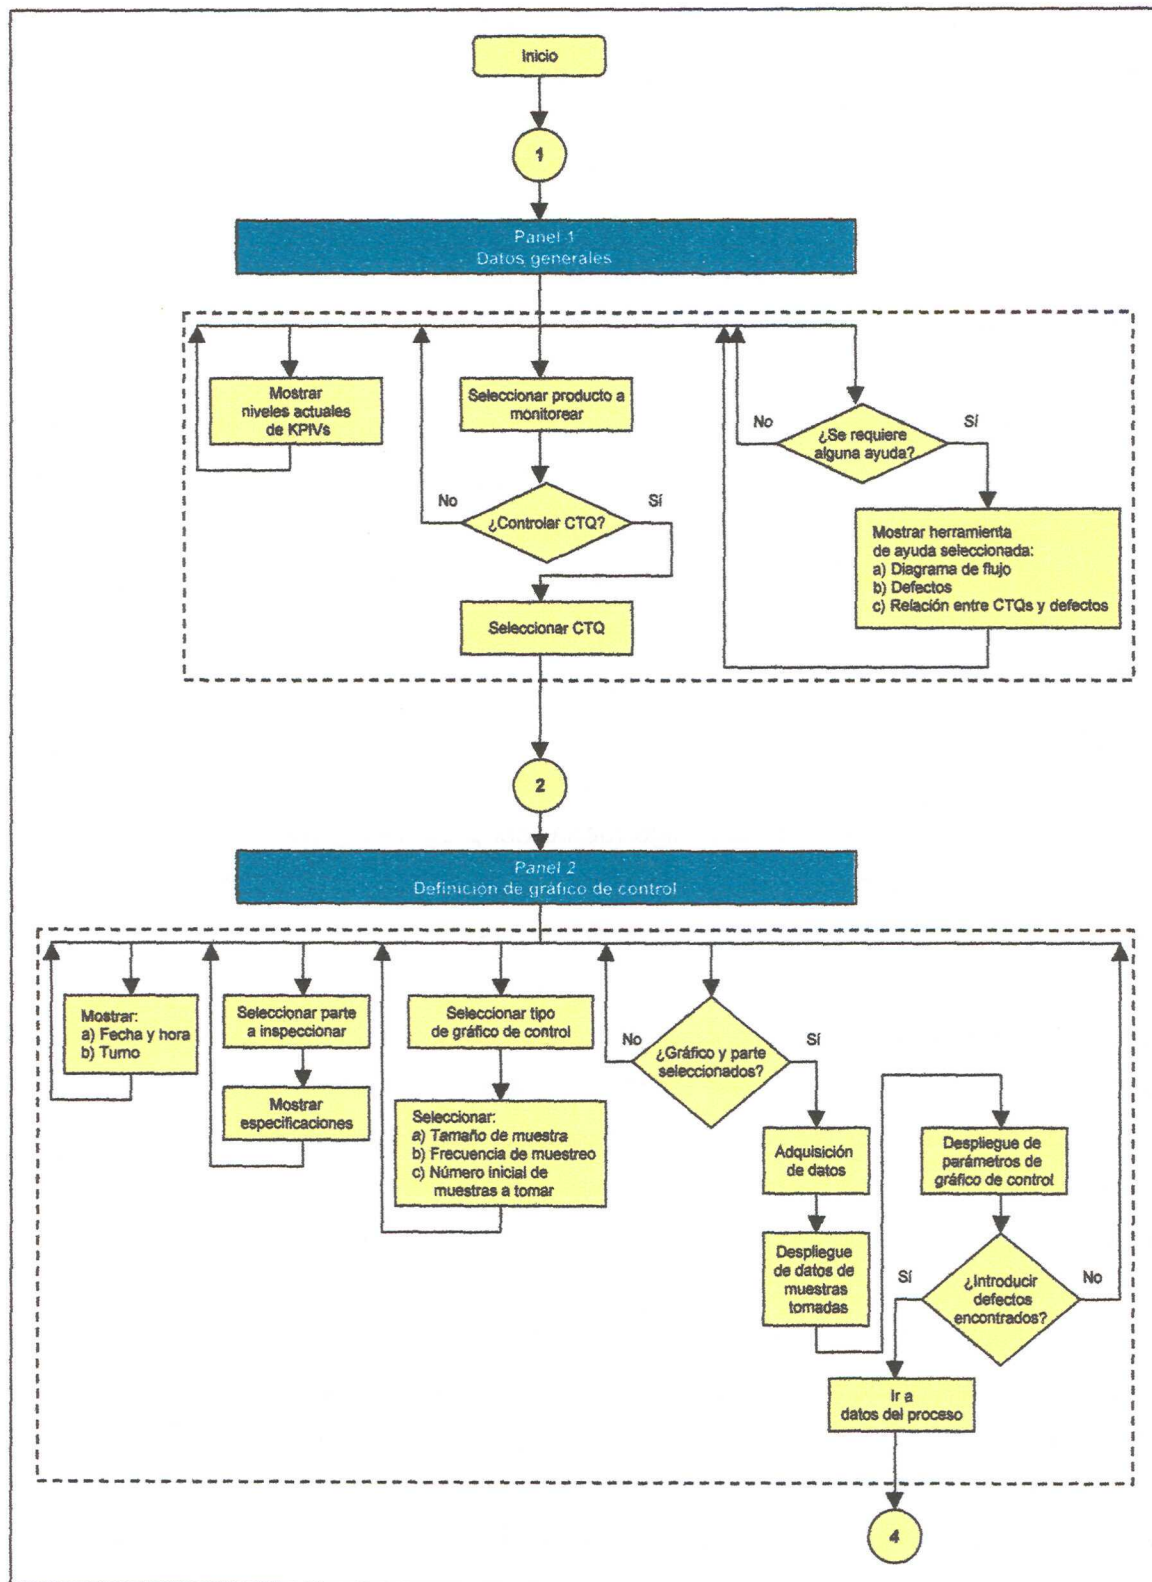 Inicio
1
Panel 1
Datos generales
Mostrar
niveles actuales
de KPIVs
Seleccionar producto a
monitorear
No
¿Controlar CTQ?
Sí
Seleccionar CTQ
No
¿Se requiere
alguna ayuda?
Sí
Mostrar herramienta
de ayuda seleccionada:
a) Diagrama de flujo
b) Defectos
c) Relación entre CTQs y defectos
2
Panel 2
Definición de gráfico de control
Mostrar:
a) Fecha y hora
b) Turno
Seleccionar parte
a inspeccionar
Mostrar
especificaciones
Seleccionar tipo
de gráfico de control
Seleccionar:
a) Tamaño de muestra
b) Frecuencia de muestreo
c) Número inicial de
muestras a tomar
No
¿Gráfico y parte
seleccionados?
Sí
Adquisición
de datos
Despliegue
de datos de
muestras
tomadas
Despliegue de
parámetros de
gráfico de control
Sí
¿Introducir
defectos
encontrados?
No
Ir a
datos del proceso
4